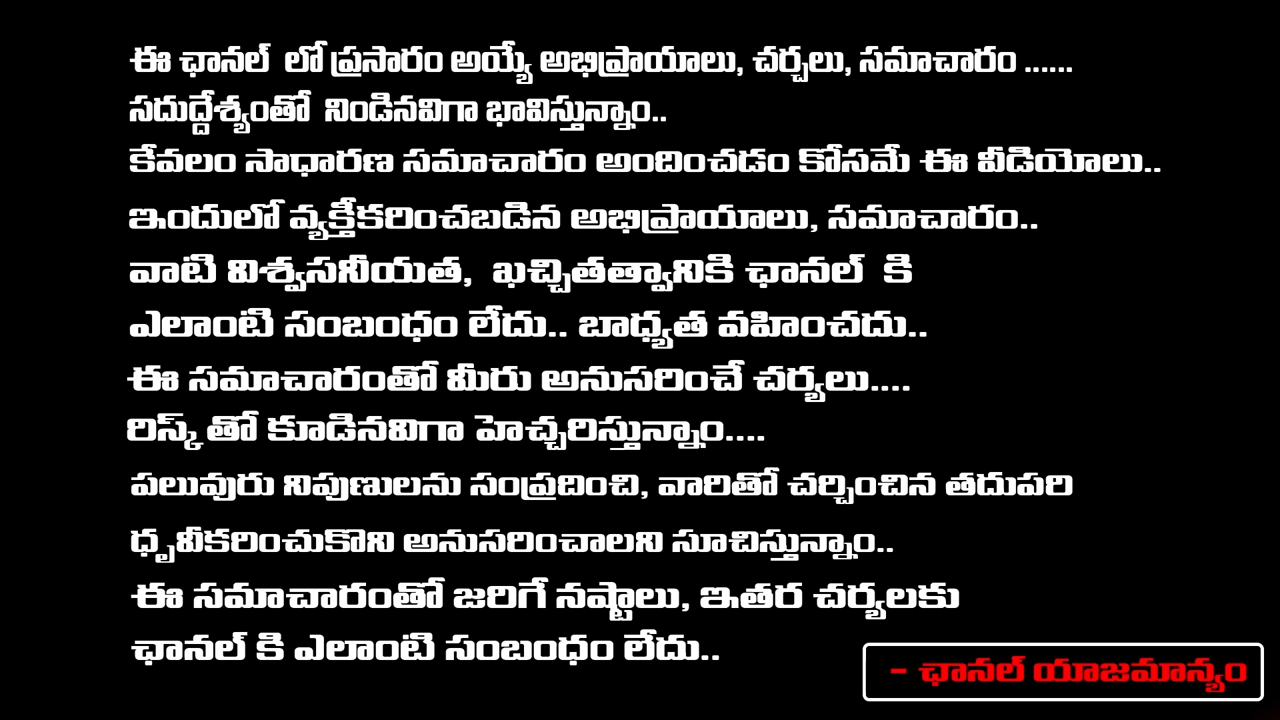 ఈ ఛానల్ లో ప్రసారం అయ్యే అభిప్రాయాలు, చర్చలు, సమాచారం ......
సదుద్దేశ్యంతో నిండినవిగా భావిస్తున్నాం..
కేవలం సాధారణ సమాచారం అందించడం కోసమే ఈ వీడియోలు..
ఇందులో వ్యక్తీకరించబడిన అభిప్రాయాలు, సమాచారం..
వాటి విశ్వసనీయత, ఖచ్చితత్వానికి ఛానల్ కి
ఎలాంటి సంబంధం లేదు.. బాధ్యత వహించదు..
ఈ సమాచారంతో మీరు అనుసరించే చర్యలు....
రిస్క్ తో కూడినవిగా హెచ్చరిస్తున్నాం....
పలువురు నిపుణులను సంప్రదించి, వారితో చర్చించిన తదుపరి
ధృవీకరించుకొని అనుసరించాలని సూచిస్తున్నాం..
ఈ సమాచారంతో జరిగే నష్టాలు, ఇతర చర్యలకు
ఛానల్ కి ఎలాంటి సంబంధం లేదు..
- ఛానల్ యాజమాన్యం